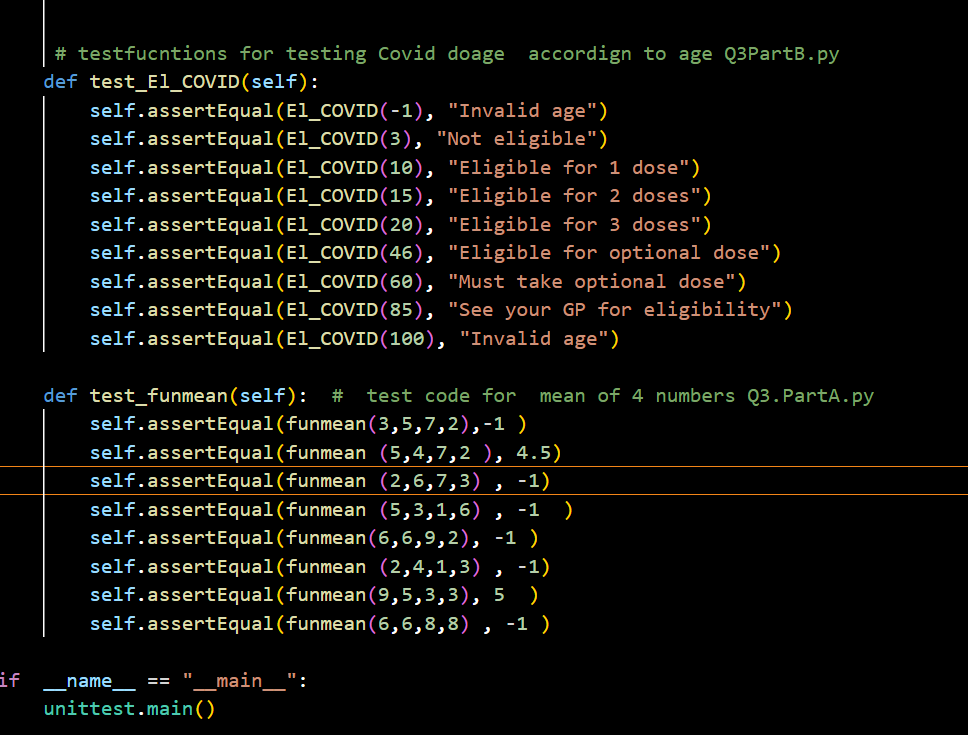 # testfucntions for testing Covid doage  accordign to age Q3PartB.py
def test_El_COVID(self):
self.assertEqual(El_COVID(-1), "Invalid age")
self.assertEqual(El_COVID(3), "Not eligible")
self.assertEqual(El_COVID(10), "Eligible for 1 dose")
self.assertEqual(El_COVID(15), "Eligible for 2 doses")
self.assertEqual(El_COVID(20), "Eligible for 3 doses")
self.assertEqual(El_COVID(46), "Eligible for optional dose")
self.assertEqual(El_COVID(60), "Must take optional dose")
self.assertEqual(El_COVID(85), "See your GP for eligibility")
self.assertEqual(El_COVID(100), "Invalid age")
def test_funmean(self):  #  test code for  mean of 4 numbers Q3.PartA.py
self.assertEqual(funmean(3,5,7,2),-1 )
self.assertEqual(funmean (5,4,7,2 ), 4.5)
self.assertEqual(funmean (2,6,7,3) , -1)
self.assertEqual(funmean (5,3,1,6) , -1  )
self.assertEqual(funmean(6,6,9,2), -1 )
self.assertEqual(funmean (2,4,1,3) , -1)
self.assertEqual(funmean(9,5,3,3), 5  )
self.assertEqual(funmean(6,6,8,8) , -1 )
if  __name__ == "__main__":
unittest.main()